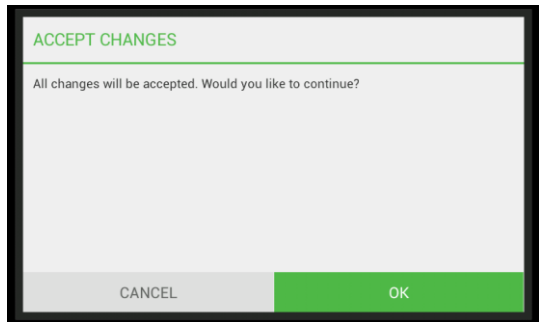 ACCEPT CHANGES
All changes will be accepted. Would you like to continue?
CANCEL
OK